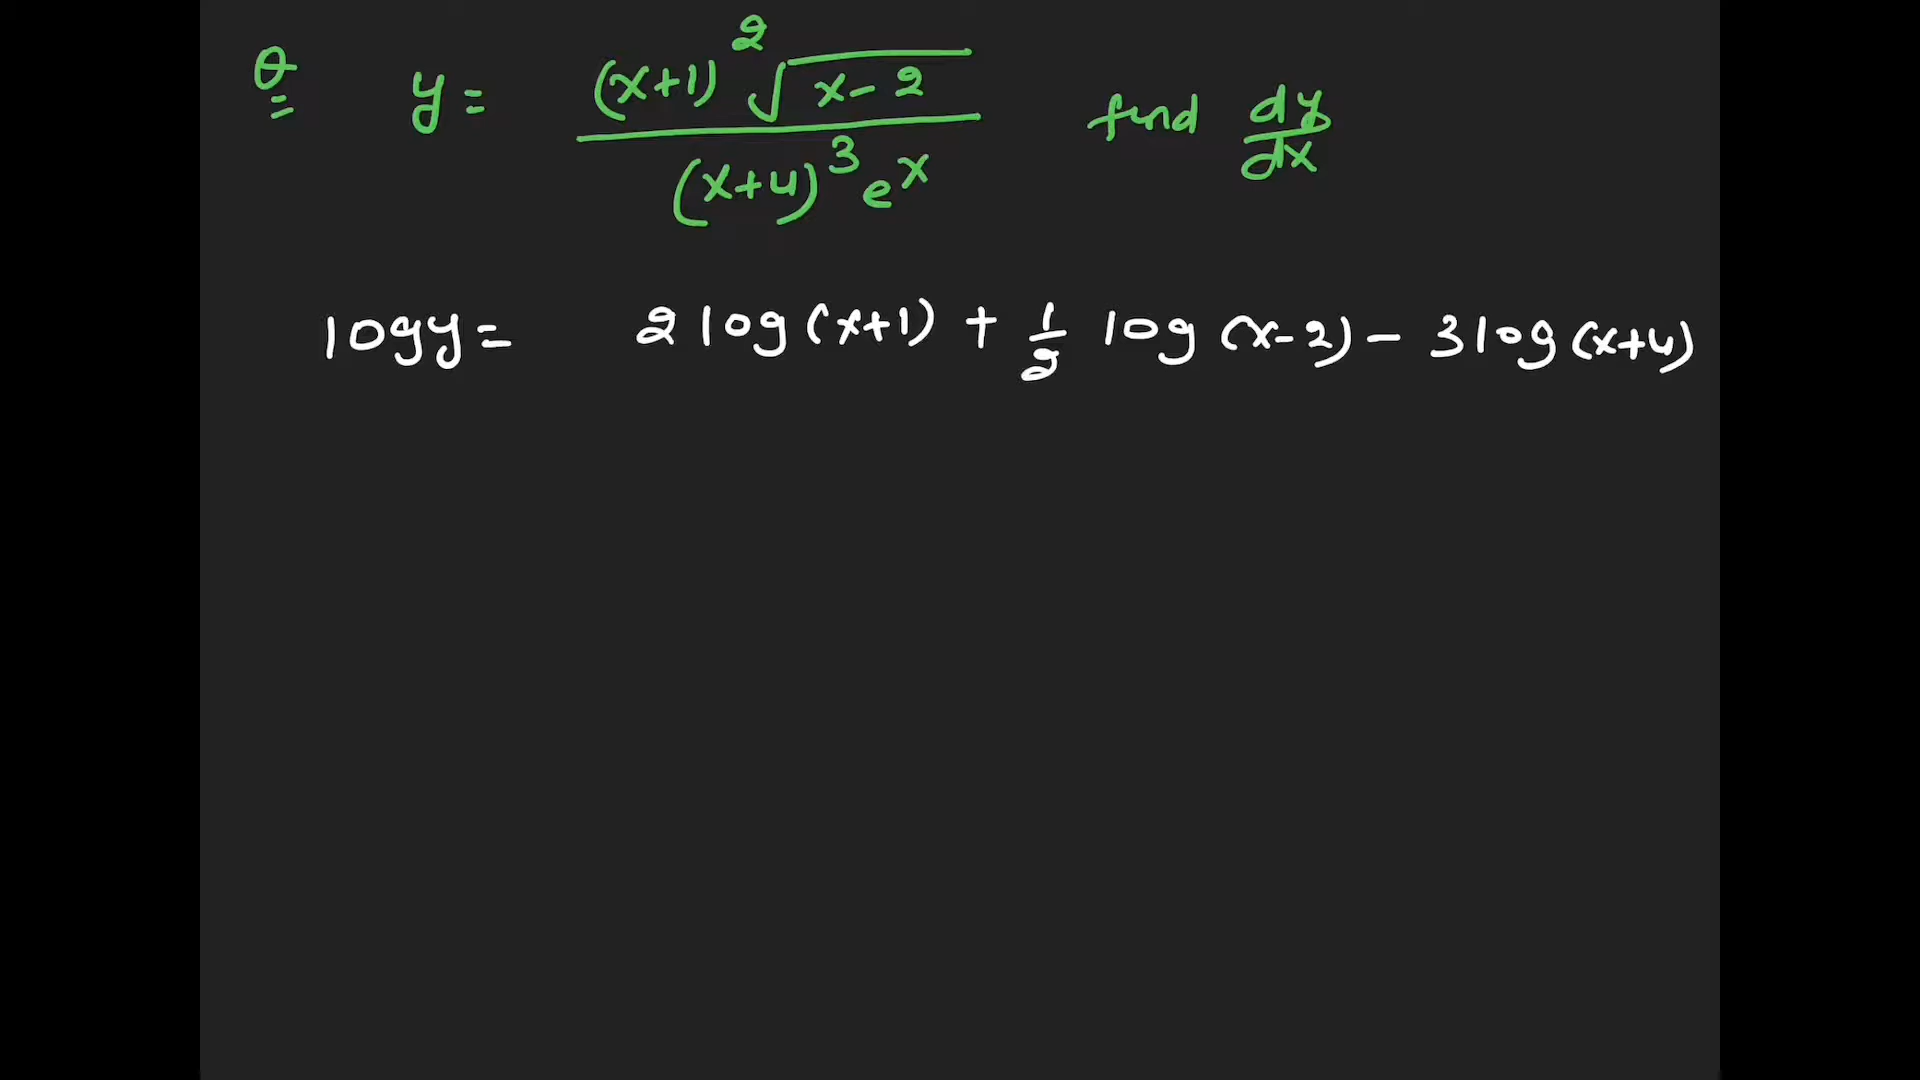 Q y = (x+1)² √(x-2) / (x+4)³ eˣ find dy/dx
log y = 2 log (x+1) + 1/2 log (x-2) - 3 log (x+4)